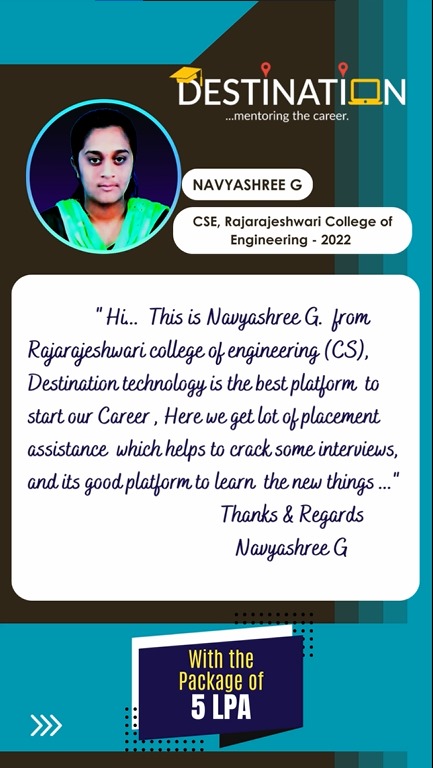 DESTINATION
...mentoring the career.
NAVYASHREE G
CSE, Rajarajeshwari College of
Engineering - 2022
" Hi... This is Navyashree G. from
Rajarajeshwari college of engineering (CS),
Destination technology is the best platform to
start our Career , Here we get lot of placement
assistance which helps to crack some interviews,
and its good platform to learn the new things ..."
Thanks & Regards
Navyashree G
With the
Package of
5 LPA